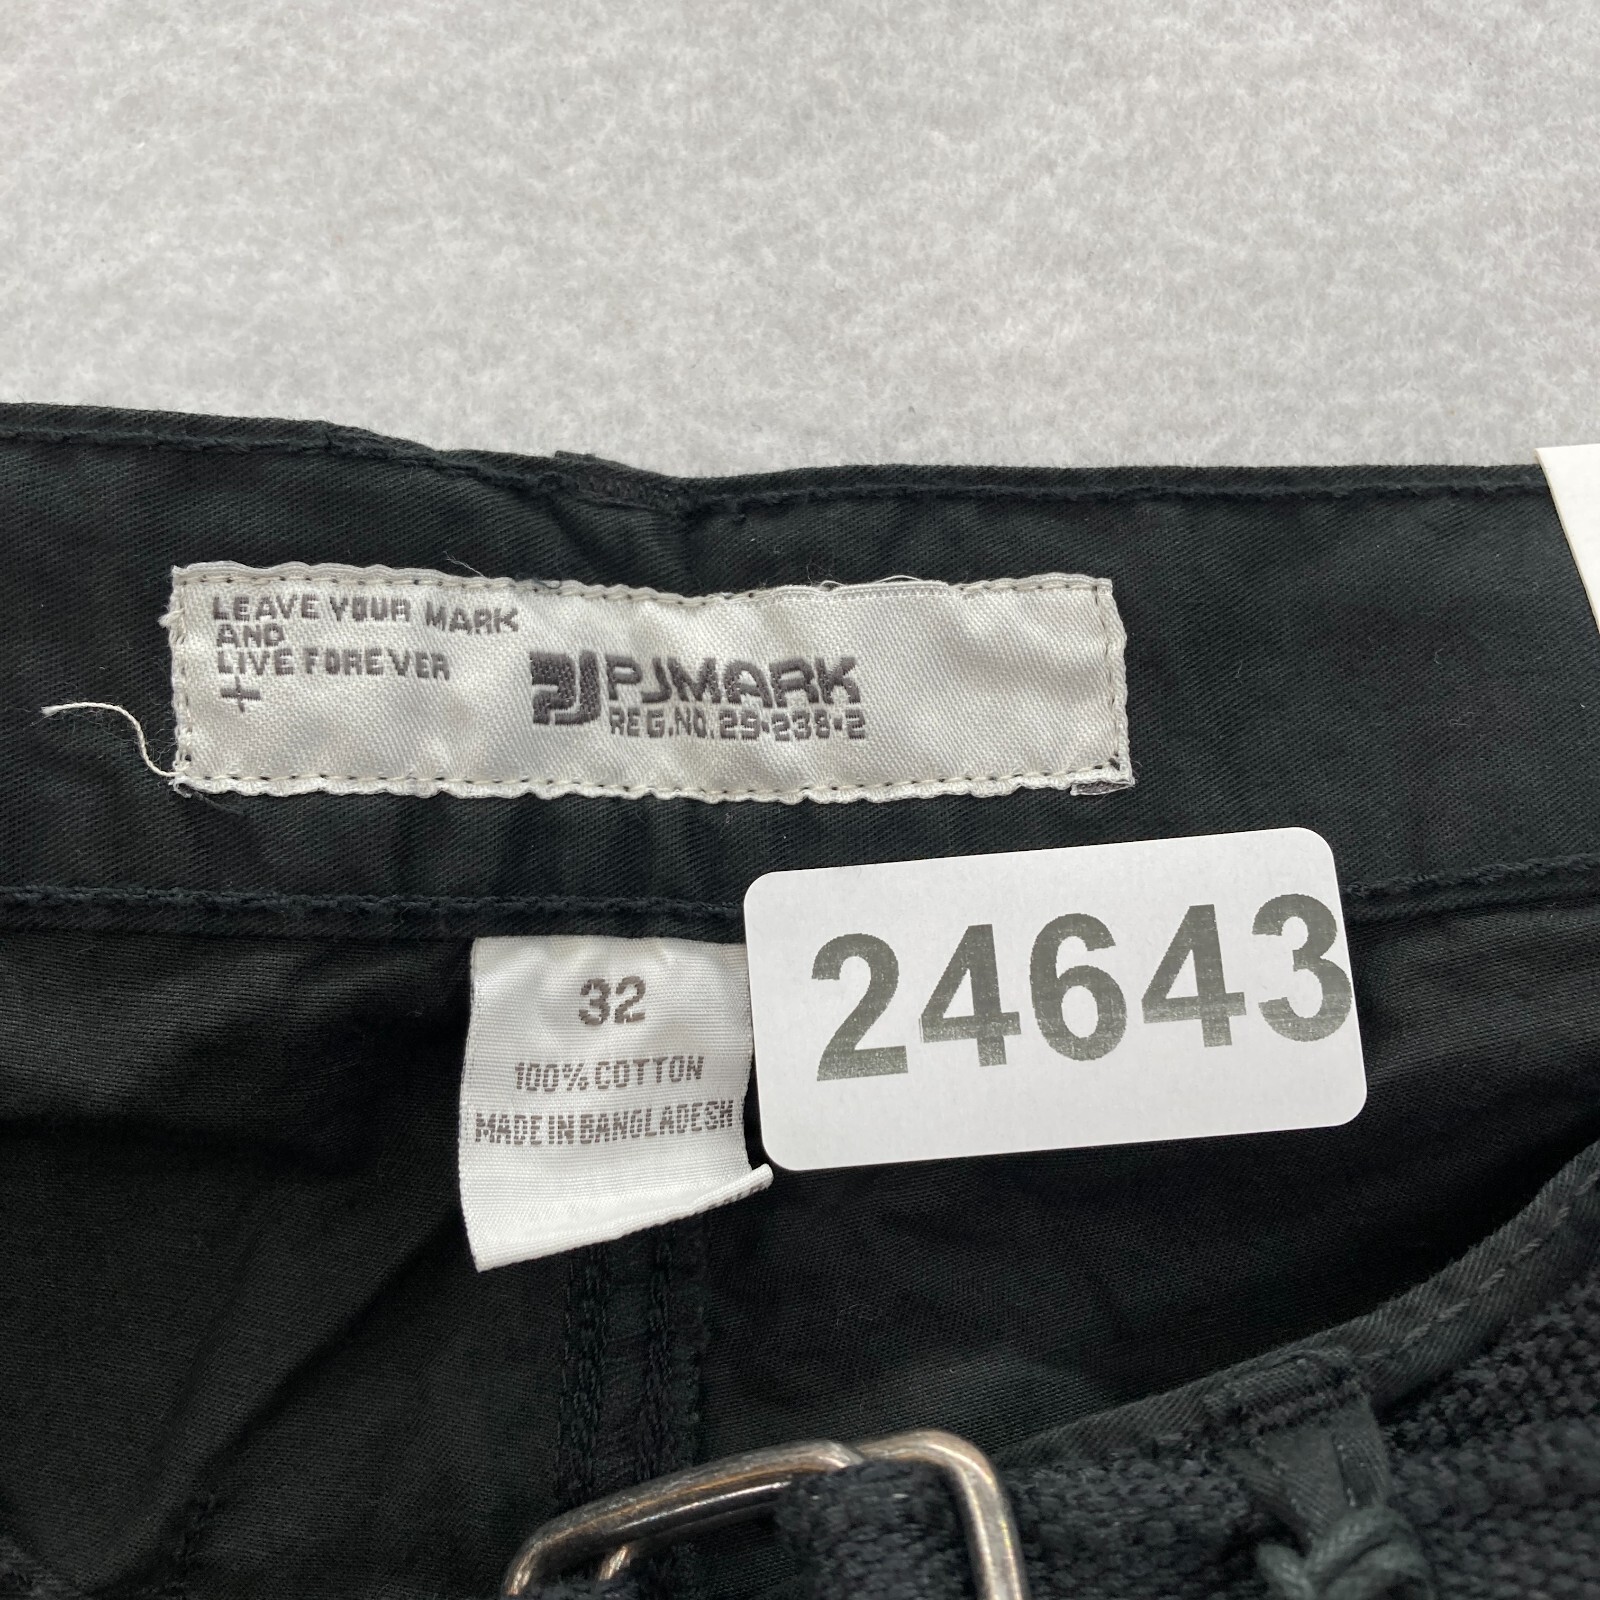 LEAVE YOUR MARK
AND
LIVE FOREVER
+
PJ PJMARK
REG.NO. 29•238•2
32
100% COTTON
MADE IN BANGLADESH
24643